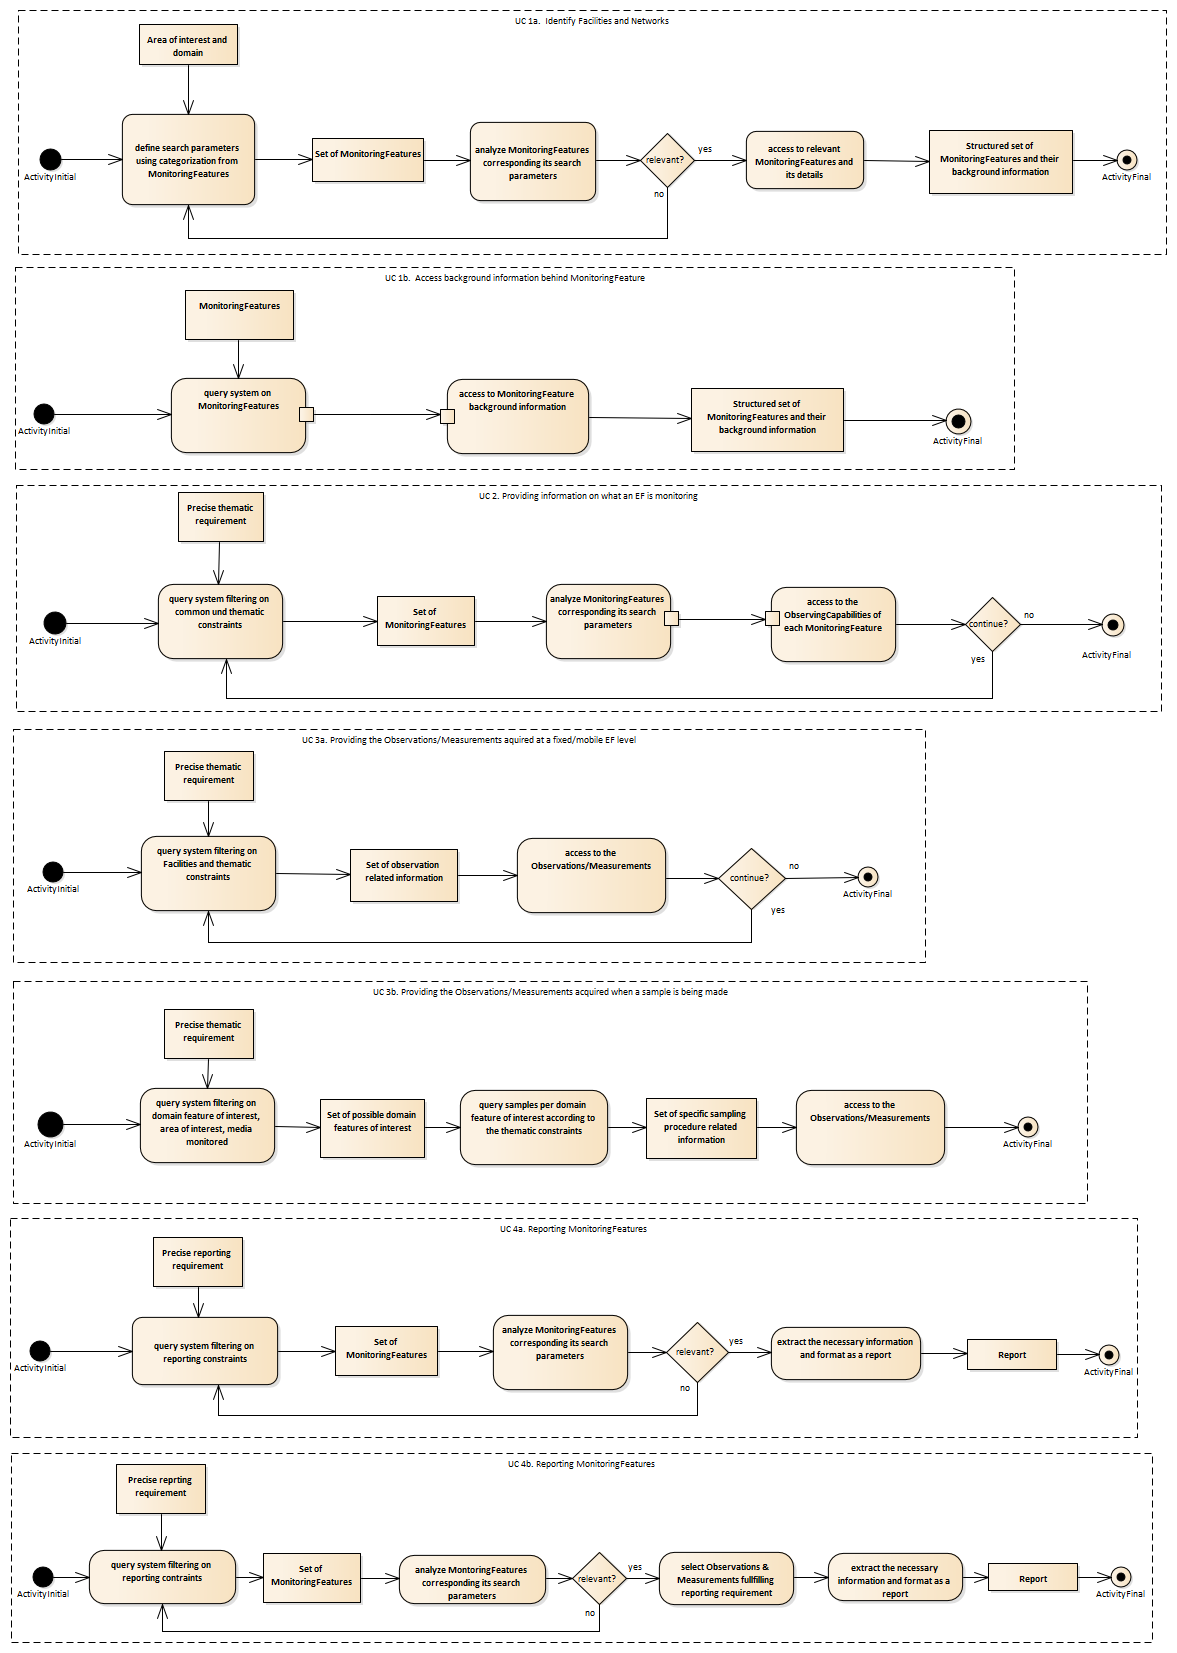 UC 1a.  Identify Facilities and Networks
Area of interest and
domain
define search parameters
using categorization from
MonitoringFeatures
Set of MonitoringFeatures
analyze MonitoringFeatures
corresponding its search
parameters
relevant?
yes
no
access to relevant
MonitoringFeatures and
its details
Structured set of
MonitoringFeatures and their
background information
ActivityInitial
ActivityFinal
UC 1b.  Access background information behind MonitoringFeature
MonitoringFeatures
query system on
MonitoringFeatures
access to MonitoringFeature
background information
Structured set of
MonitoringFeatures and their
background information
ActivityInitial
ActivityFinal
UC 2. Providing information on what an EF is monitoring
Precise thematic
requirement
query system filtering on
common und thematic
constraints
Set of
MonitoringFeatures
analyze MonitoringFeatures
corresponding its search
parameters
access to the
ObservingCapabilities of
each MonitoringFeature
continue?
no
yes
ActivityInitial
ActivityFinal
UC 3a. Providing the Observations/Measurements aquired at a fixed/mobile EF level
Precise thematic
requirement
query system filtering on
Facilities and thematic
constraints
Set of observation
related information
access to the
Observations/Measurements
continue?
no
yes
ActivityInitial
ActivityFinal
UC 3b. Providing the Observations/Measurements acquired when a sample is being made
Precise thematic
requirement
query system filtering on
domain feature of interest,
area of interest, media
monitored
Set of possible domain
features of interest
query samples per domain
feature of interest according to
the thematic constraints
Set of specific sampling
procedure related
information
access to the
Observations/Measurements
ActivityInitial
ActivityFinal
UC 4a. Reporting MonitoringFeatures
Precise reporting
requirement
query system filtering on
reporting constraints
Set of
MonitoringFeatures
analyze MonitoringFeatures
corresponding its search
parameters
relevant?
yes
no
extract the necessary information
and format as a report
Report
ActivityInitial
ActivityFinal
UC 4b. Reporting MonitoringFeatures
Precise reprting
requirement
query system filtering on
reporting contraints
Set of
MonitoringFeatures
analyze MontoringFeatures
corresponding its search
parameters
relevant?
yes
no
select Observations &
Measurements fullfilling
reporting requirement
extract the necessary
information and format as a
report
Report
ActivityInitial
ActivityFinal